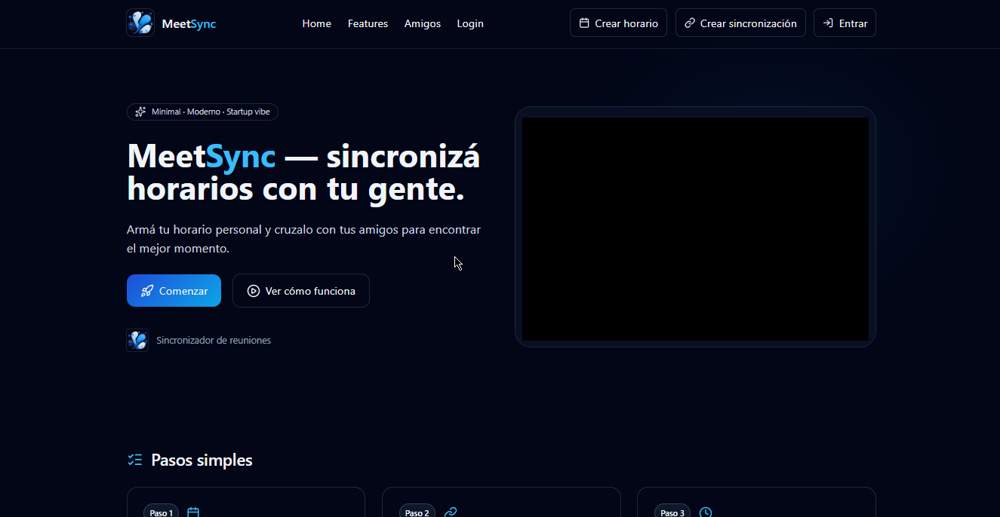 MeetSync
Home
Features
Amigos
Login
Crear horario
Crear sincronización
Entrar
Minimal · Moderno · Startup vibe
MeetSync — sincronizá
horarios con tu gente.
Armá tu horario personal y cruzalo con tus amigos para encontrar
el mejor momento.
Comenzar
Ver cómo funciona
Sincronizador de reuniones
Pasos simples
Paso 1
Paso 2
Paso 3